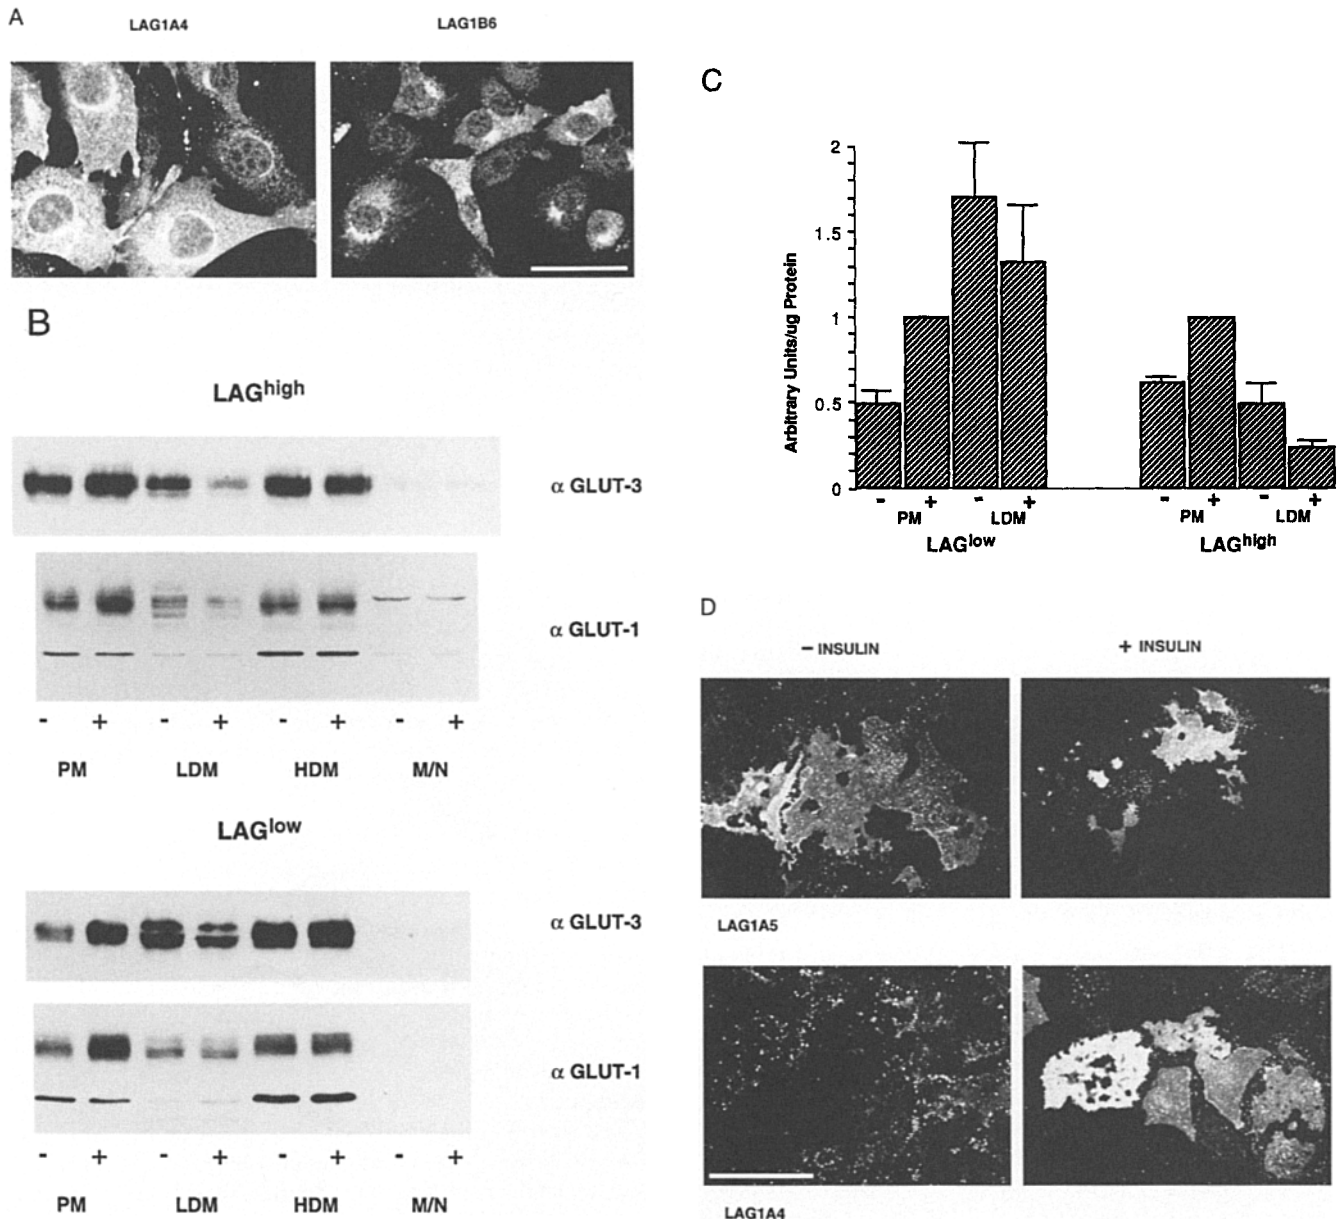 A
LAG1A4 LAG1B6
B
LAGhigh
α GLUT-3
α GLUT-1
- + - + - + - +
PM LDM HDM M/N
LAGlow
α GLUT-3
α GLUT-1
- + - + - + - +
PM LDM HDM M/N
C
Arbitrary Units/ug Protein
2
1.5
1
0.5
0
- + - + - + - +
PM LDM PM LDM
LAGlow LAGhigh
D
- INSULIN + INSULIN
LAG1A5
LAG1A4